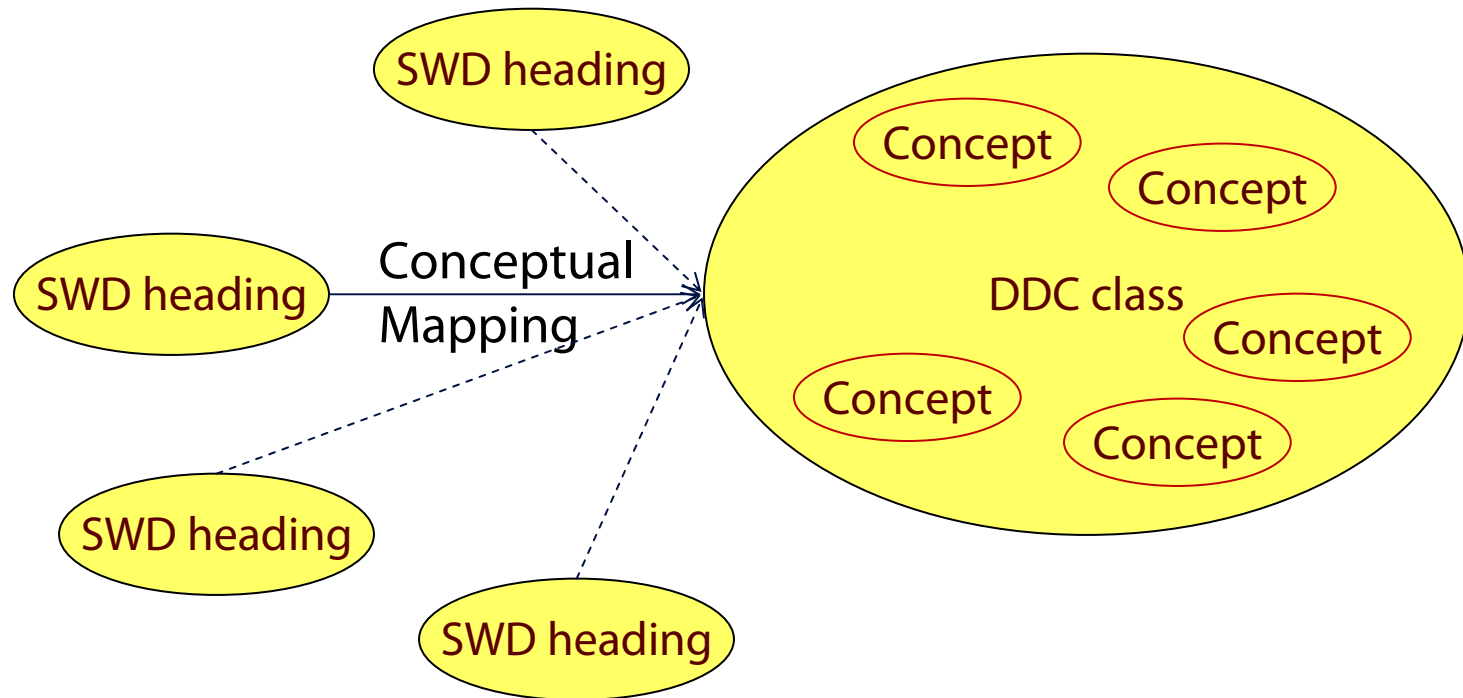 SWD heading
Concept
Concept
SWD heading
Conceptual
Mapping
DDC class
Concept
Concept
Concept
SWD heading
SWD heading